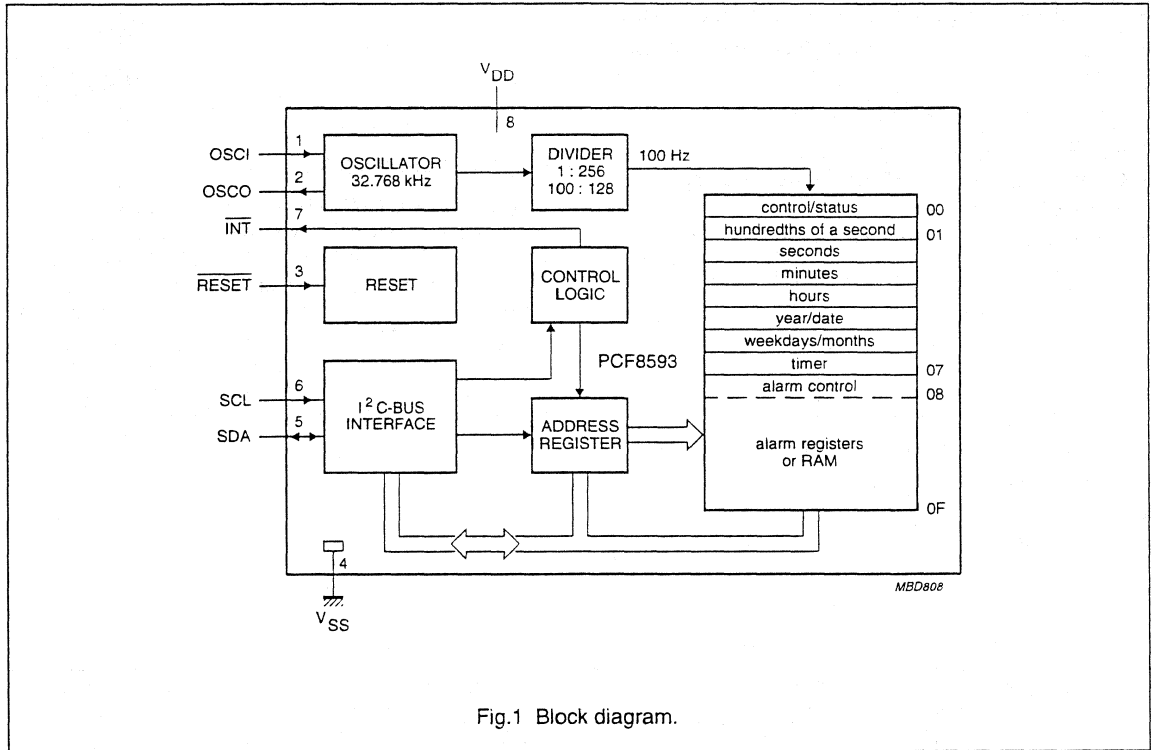 V_DD
8
OSCI
1
OSCO
2
INT
7
RESET
3
SCL
6
SDA
5
OSCILLATOR
32.768 kHz
DIVIDER
1 : 256
100 : 128
100 Hz
RESET
CONTROL
LOGIC
PCF8593
I²C-BUS
INTERFACE
ADDRESS
REGISTER
control/status
00
hundredths of a second
01
seconds
minutes
hours
year/date
weekdays/months
timer
07
alarm control
08
alarm registers
or RAM
0F
4
V_SS
MBD808
Fig.1 Block diagram.